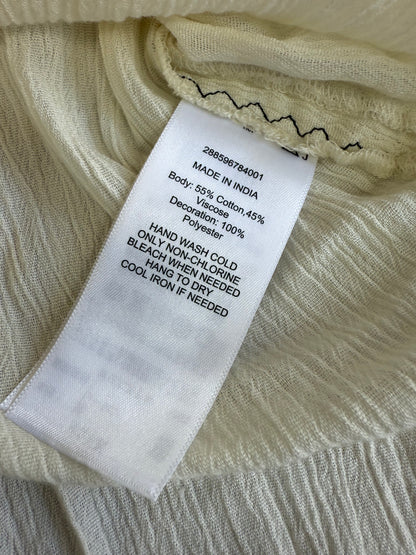 288596784001
MADE IN INDIA
Body: 55% Cotton,45%
Viscose
Decoration: 100%
Polyester
HAND WASH COLD
ONLY NON-CHLORINE
BLEACH WHEN NEEDED
HANG TO DRY
COOL IRON IF NEEDED